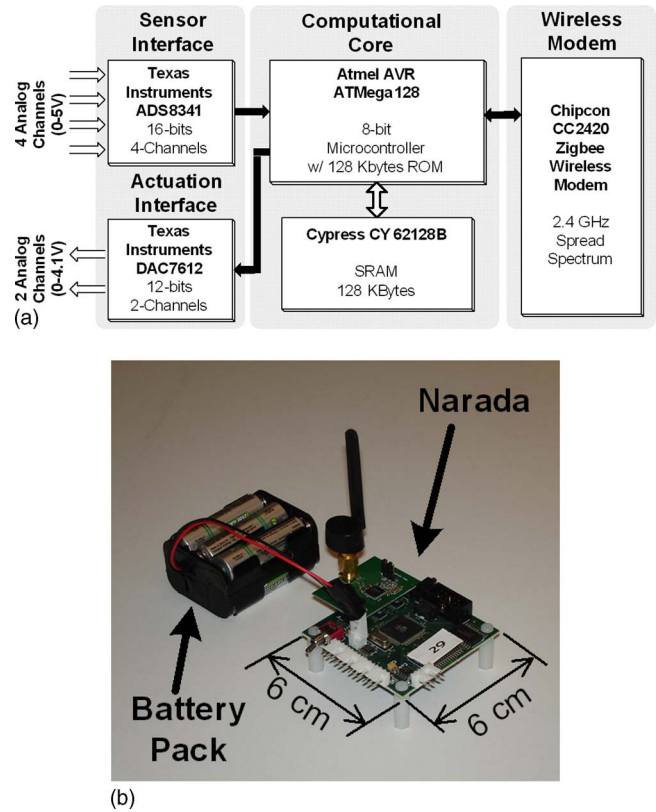 Sensor
Interface
Computational
Core
Wireless
Modem
4 Analog
Channels
(0-5V)
Texas
Instruments
ADS8341
16-bits
4-Channels
Atmel AVR
ATMega128
8-bit
Microcontroller
w/ 128 Kbytes ROM
Chipcon
CC2420
Zigbee
Wireless
Modem
2.4 GHz
Spread
Spectrum
Actuation
Interface
2 Analog
Channels
(0-4.1V)
Texas
Instruments
DAC7612
12-bits
2-Channels
Cypress CY 62128B
SRAM
128 KBytes
(a)
Narada
29
6 cm
6 cm
Battery
Pack
(b)